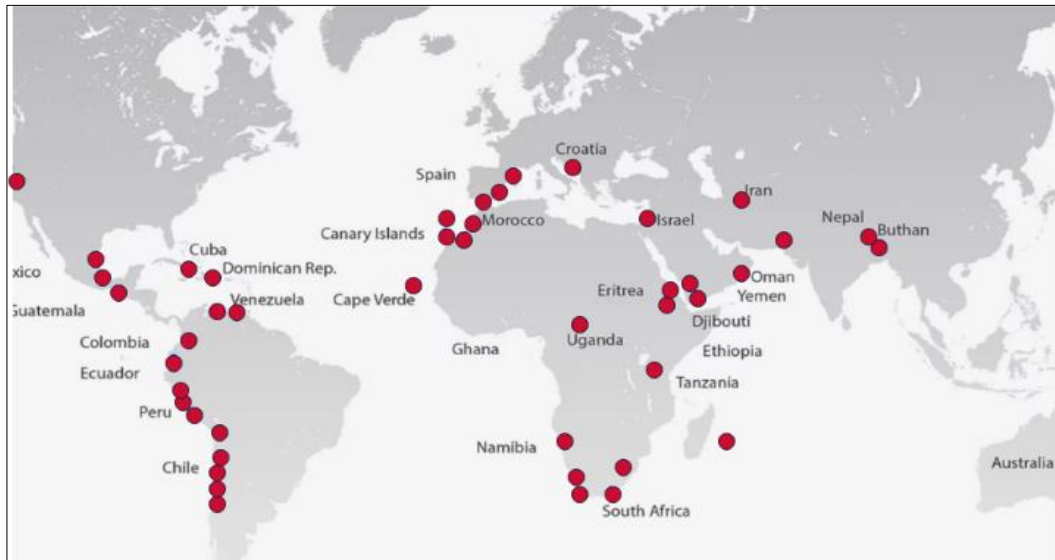 Croatia
Spain
Iran
Morocco
Israel
Nepal
Buthan
Canary Islands
Cuba
Dominican Rep.
xico
Oman
Cape Verde
Eritrea
Yemen
Venezuela
Guatemala
Djibouti
Uganda
Colombia
Ghana
Ethiopia
Ecuador
Tanzania
Peru
Namibia
Chile
Australia
South Africa